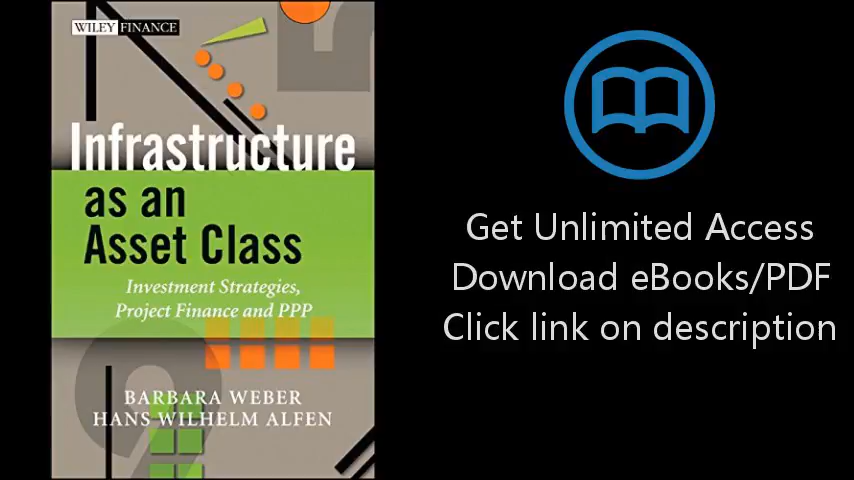 WILEY FINANCE
Infrastructure
as an
Asset Class
Investment Strategies,
Project Finance and PPP
BARBARA WEBER
HANS WILHELM ALFEN
Get Unlimited Access
Download eBooks/PDF
Click link on description